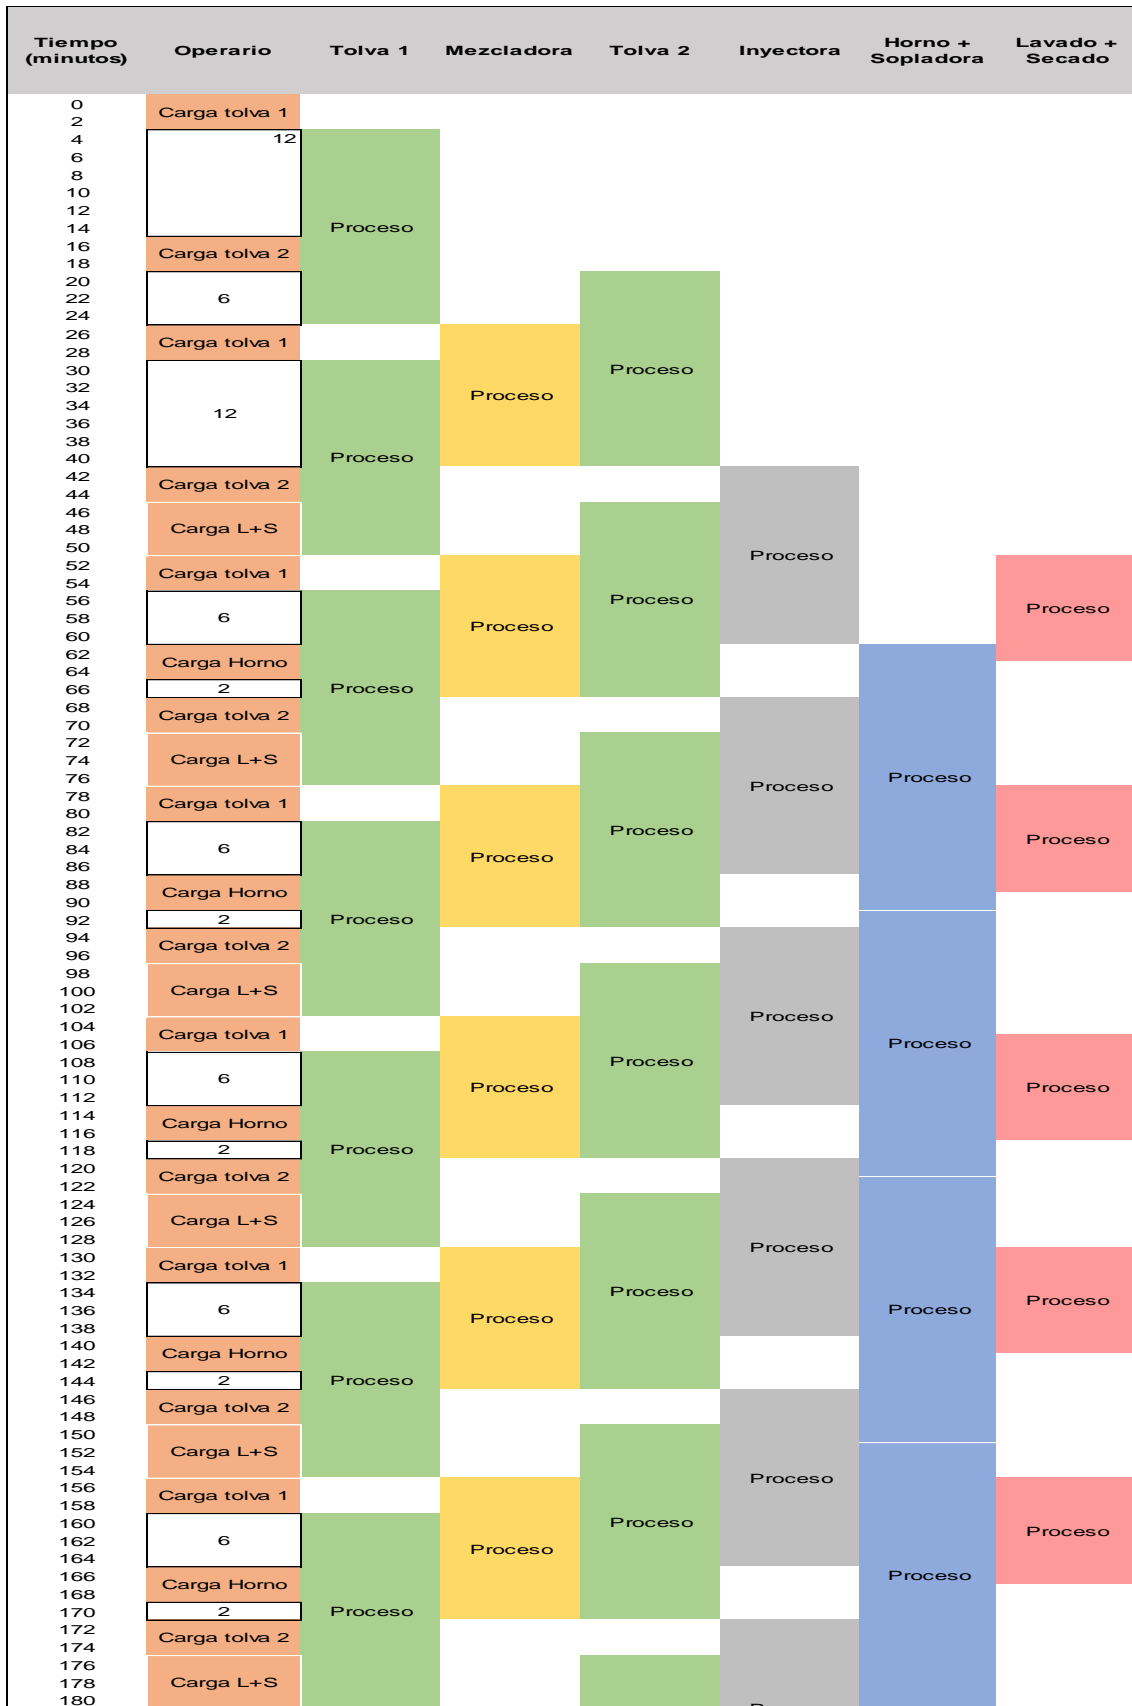 Tiempo (minutos) Operario Tolva 1 Mezcladora Tolva 2 Inyectora Horno + Sopladora Lavado + Secado
0
Carga tolva 1
2
4 12
6
8
10
12
14
Proceso
16
Carga tolva 2
18
20
22 6
24
26
Carga tolva 1
28
30 Proceso
32 Proceso
34 12
36
38
40 Proceso
42
Carga tolva 2
44
46
48 Carga L+S
50 Proceso
52
Carga tolva 1
54
56 Proceso Proceso
58 6 Proceso
60
62
Carga Horno
64
66 2 Proceso
68
Carga tolva 2
70
72
74 Carga L+S
76 Proceso Proceso
78
Carga tolva 1
80
82 Proceso Proceso
84 6 Proceso
86
88
Carga Horno
90
92 2 Proceso
94
Carga tolva 2
96
98
100 Carga L+S
102 Proceso
104
Carga tolva 1
106 Proceso
108 Proceso
110 6 Proceso Proceso
112
114
Carga Horno
116
118 2 Proceso
120
Carga tolva 2
122
124
126 Carga L+S
128 Proceso
130
Carga tolva 1
132
134 Proceso Proceso Proceso
136 6 Proceso
138
140
Carga Horno
142
144 2 Proceso
146
Carga tolva 2
148
150
152 Carga L+S
154 Proceso
156
Carga tolva 1
158
160 Proceso Proceso
162 6 Proceso
164
166 Proceso
Carga Horno
168
170 2 Proceso
172
Carga tolva 2
174
176
178 Carga L+S
180